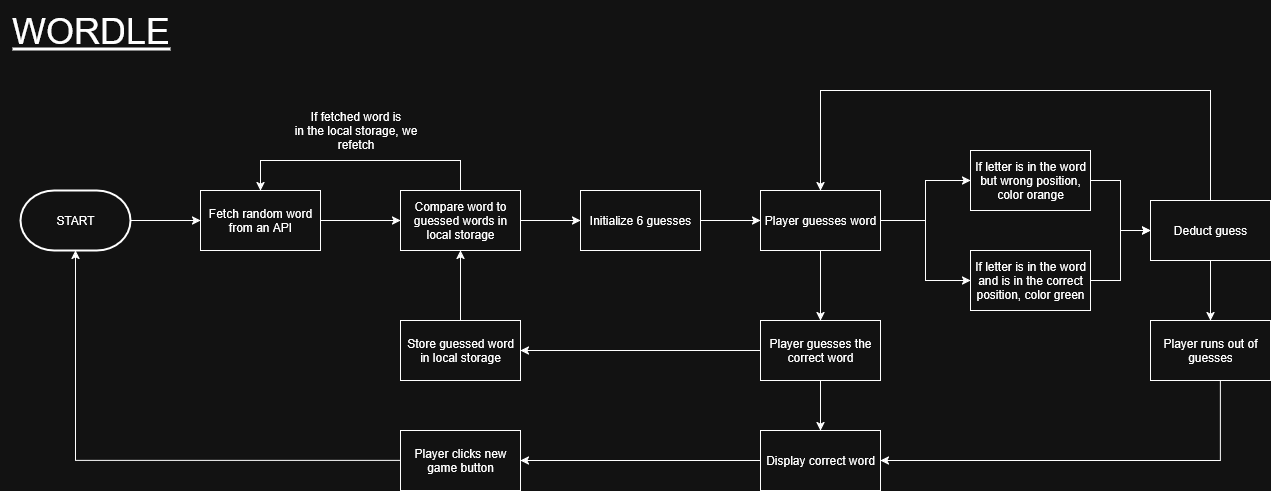 WORDLE
If fetched word is
in the local storage, we
refetch
START
Fetch random word
from an API
Compare word to
guessed words in
local storage
Initialize 6 guesses
Player guesses word
If letter is in the word
but wrong position,
color orange
If letter is in the word
and is in the correct
position, color green
Deduct guess
Store guessed word
in local storage
Player guesses the
correct word
Player runs out of
guesses
Player clicks new
game button
Display correct word